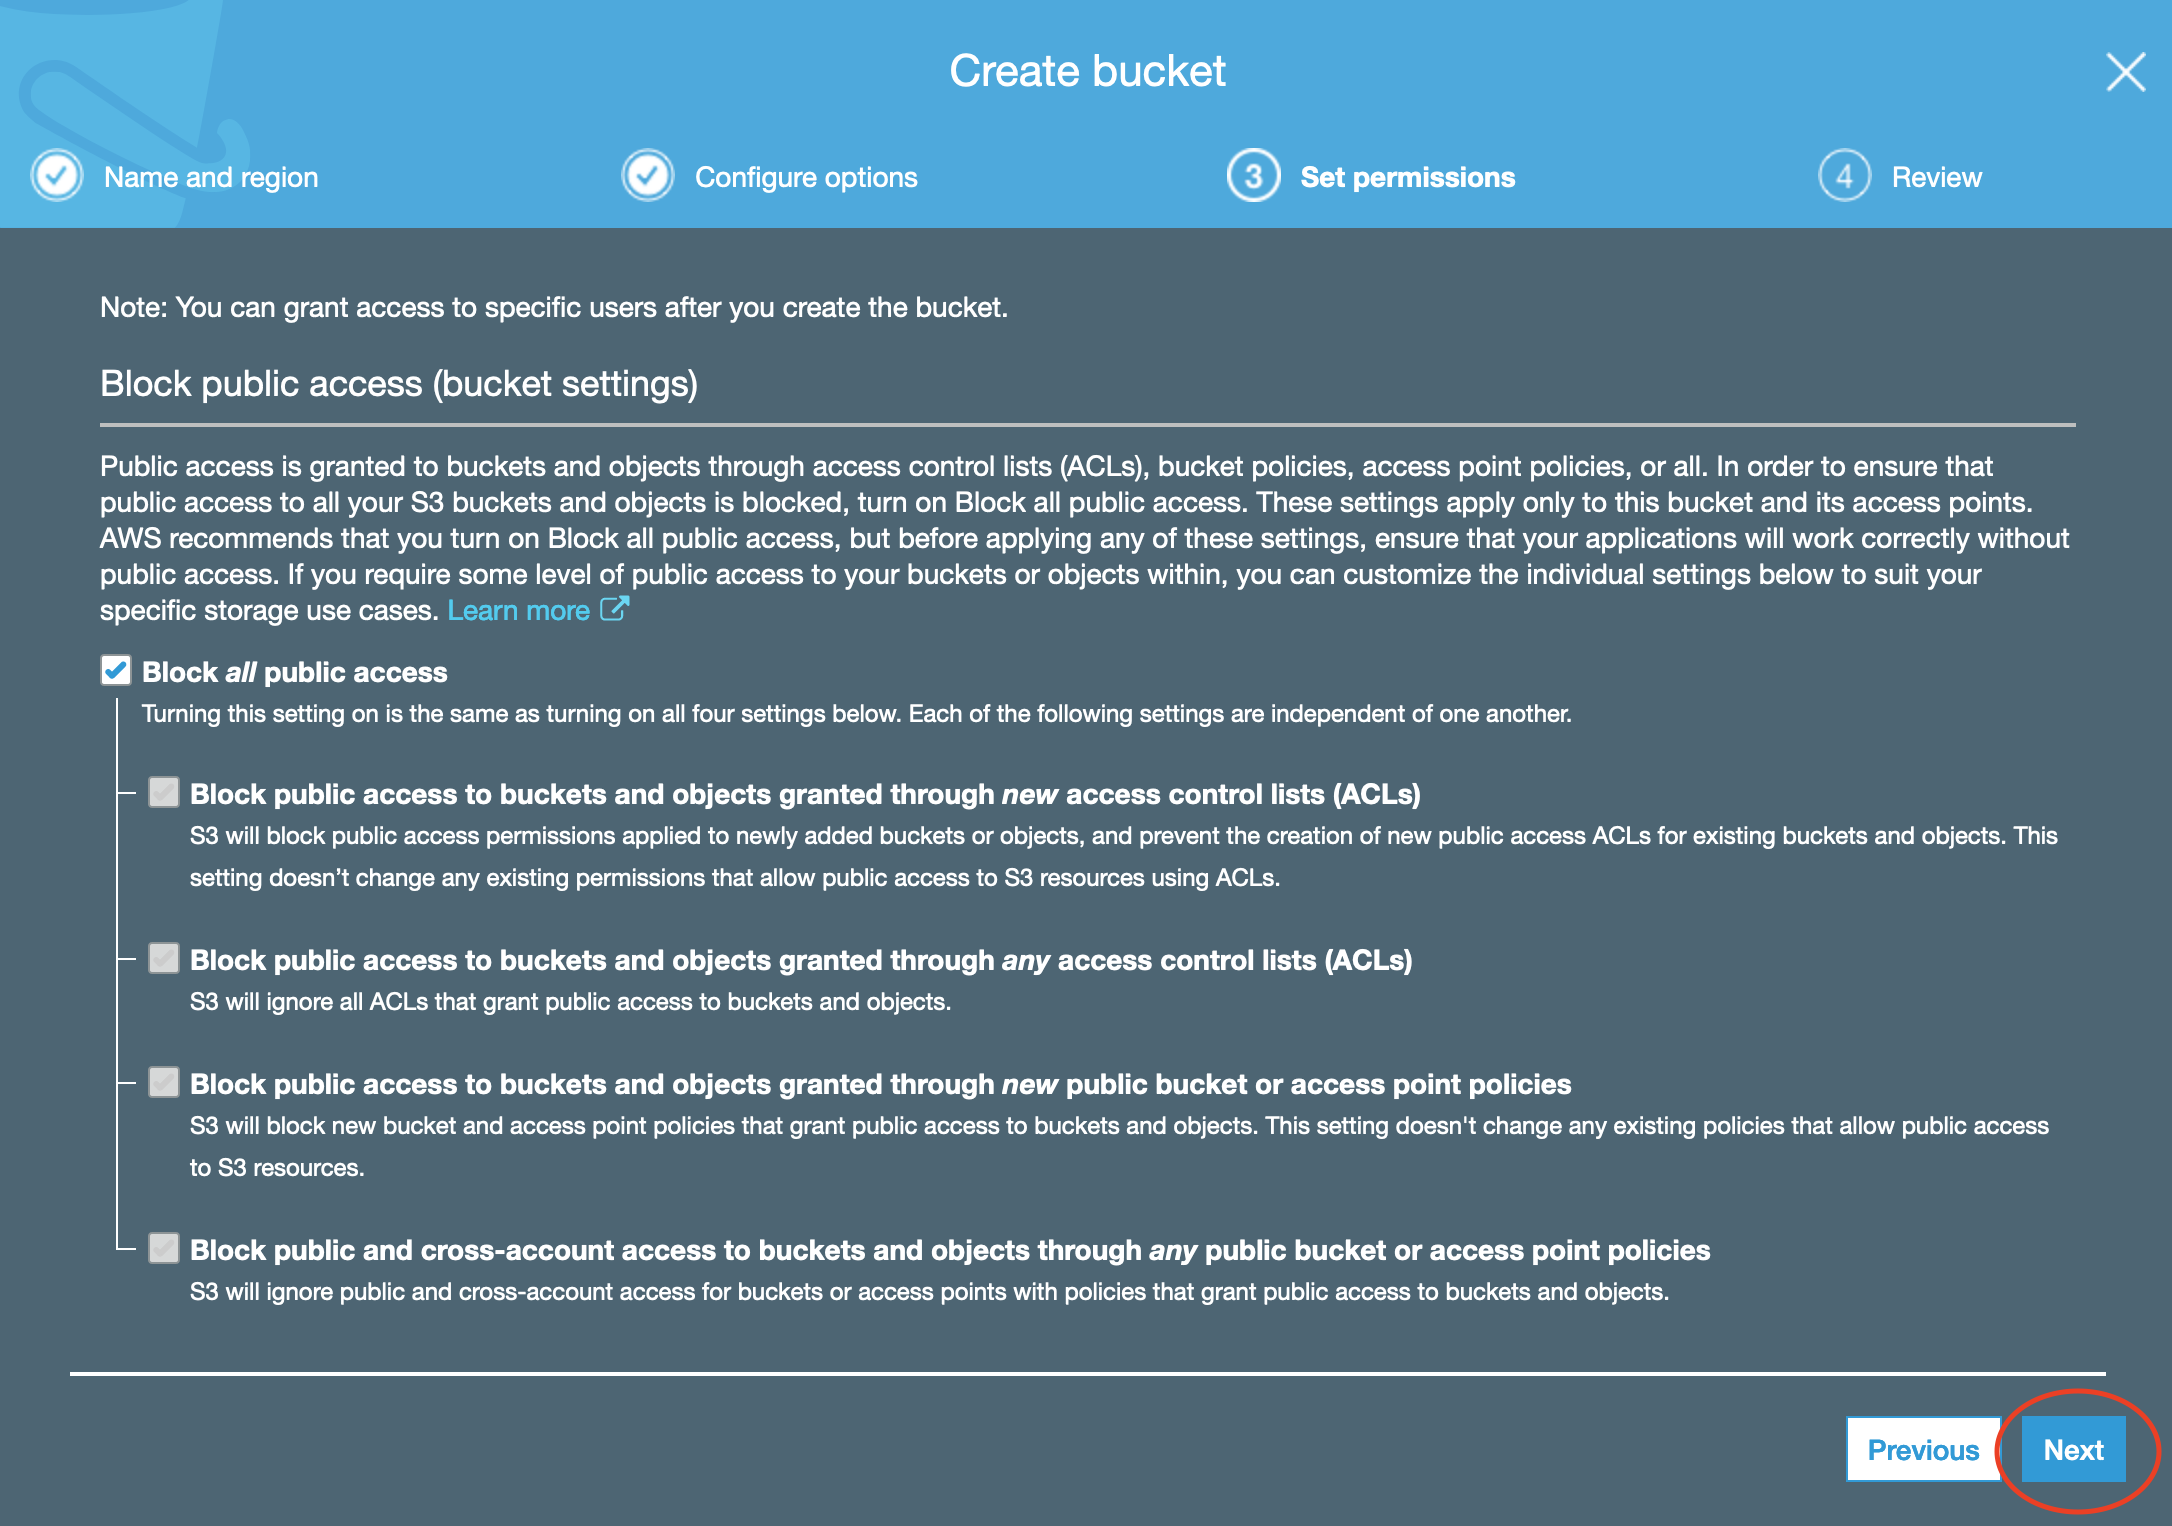 Create bucket
Name and region
Configure options
3 Set permissions
4 Review
Note: You can grant access to specific users after you create the bucket.
Block public access (bucket settings)
Public access is granted to buckets and objects through access control lists (ACLs), bucket policies, access point policies, or all. In order to ensure that
public access to all your S3 buckets and objects is blocked, turn on Block all public access. These settings apply only to this bucket and its access points.
AWS recommends that you turn on Block all public access, but before applying any of these settings, ensure that your applications will work correctly without
public access. If you require some level of public access to your buckets or objects within, you can customize the individual settings below to suit your
specific storage use cases. Learn more
Block all public access
Turning this setting on is the same as turning on all four settings below. Each of the following settings are independent of one another.
Block public access to buckets and objects granted through new access control lists (ACLs)
S3 will block public access permissions applied to newly added buckets or objects, and prevent the creation of new public access ACLs for existing buckets and objects. This
setting doesn’t change any existing permissions that allow public access to S3 resources using ACLs.
Block public access to buckets and objects granted through any access control lists (ACLs)
S3 will ignore all ACLs that grant public access to buckets and objects.
Block public access to buckets and objects granted through new public bucket or access point policies
S3 will block new bucket and access point policies that grant public access to buckets and objects. This setting doesn't change any existing policies that allow public access
to S3 resources.
Block public and cross-account access to buckets and objects through any public bucket or access point policies
S3 will ignore public and cross-account access for buckets or access points with policies that grant public access to buckets and objects.
Previous
Next